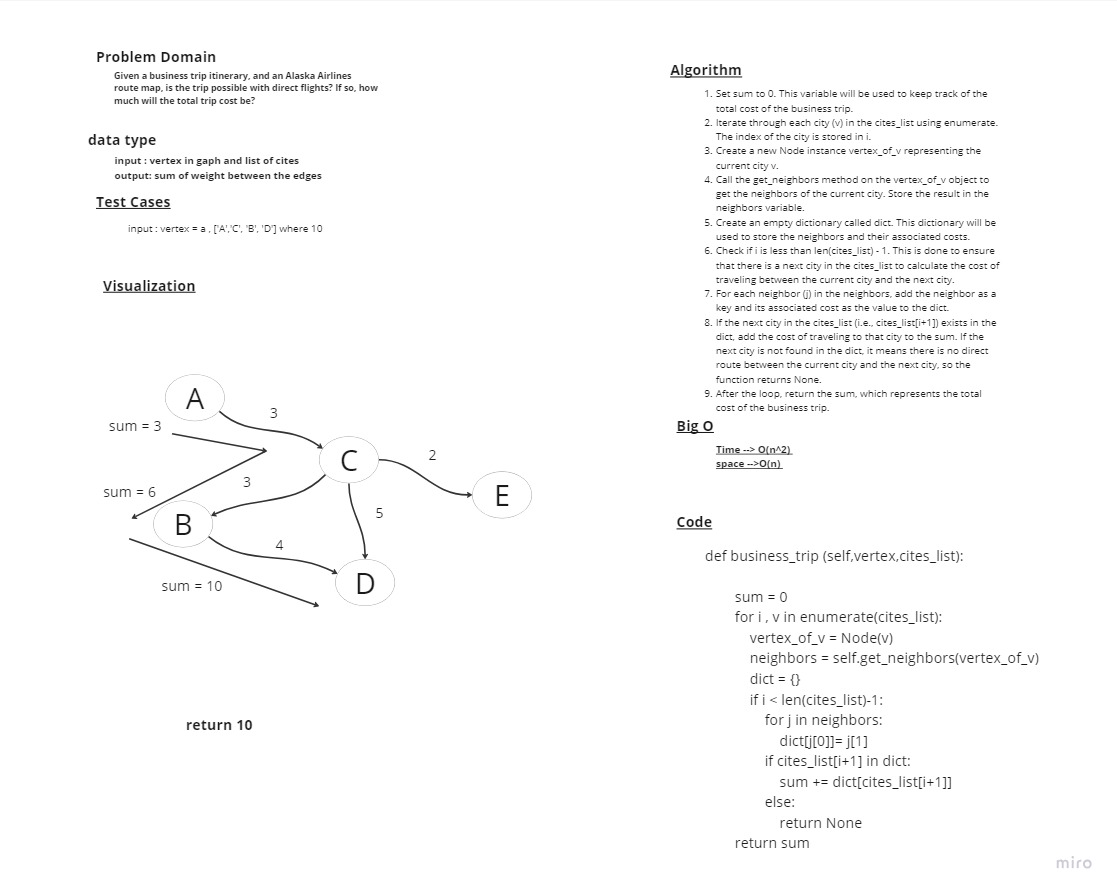 Problem Domain
Given a business trip itinerary, and an Alaska Airlines
route map, is the trip possible with direct flights? If so, how
much will the total trip cost be?
data type
input : vertex in gaph and list of cites
output: sum of weight between the edges
Test Cases
input : vertex = a , ['A','C', 'B', 'D'] where 10
Visualization
A
3
sum = 3
C
2
3
sum = 6
E
B
5
4
D
sum = 10
return 10
Algorithm
1. Set sum to 0. This variable will be used to keep track of the
total cost of the business trip.
2. Iterate through each city (v) in the cites_list using enumerate.
The index of the city is stored in i.
3. Create a new Node instance vertex_of_v representing the
current city v.
4. Call the get_neighbors method on the vertex_of_v object to
get the neighbors of the current city. Store the result in the
neighbors variable.
5. Create an empty dictionary called dict. This dictionary will be
used to store the neighbors and their associated costs.
6. Check if i is less than len(cites_list) - 1. This is done to ensure
that there is a next city in the cites_list to calculate the cost of
traveling between the current city and the next city.
7. For each neighbor (j) in the neighbors, add the neighbor as a
key and its associated cost as the value to the dict.
8. If the next city in the cites_list (i.e., cites_list[i+1]) exists in the
dict, add the cost of traveling to that city to the sum. If the
next city is not found in the dict, it means there is no direct
route between the current city and the next city, so the
function returns None.
9. After the loop, return the sum, which represents the total
cost of the business trip.
Big O
Time --> O(n^2)
space -->O(n)
Code
def business_trip (self,vertex,cites_list):
sum = 0
for i , v in enumerate(cites_list):
vertex_of_v = Node(v)
neighbors = self.get_neighbors(vertex_of_v)
dict = {}
if i < len(cites_list)-1:
for j in neighbors:
dict[j[0]]= j[1]
if cites_list[i+1] in dict:
sum += dict[cites_list[i+1]]
else:
return None
return sum
miro